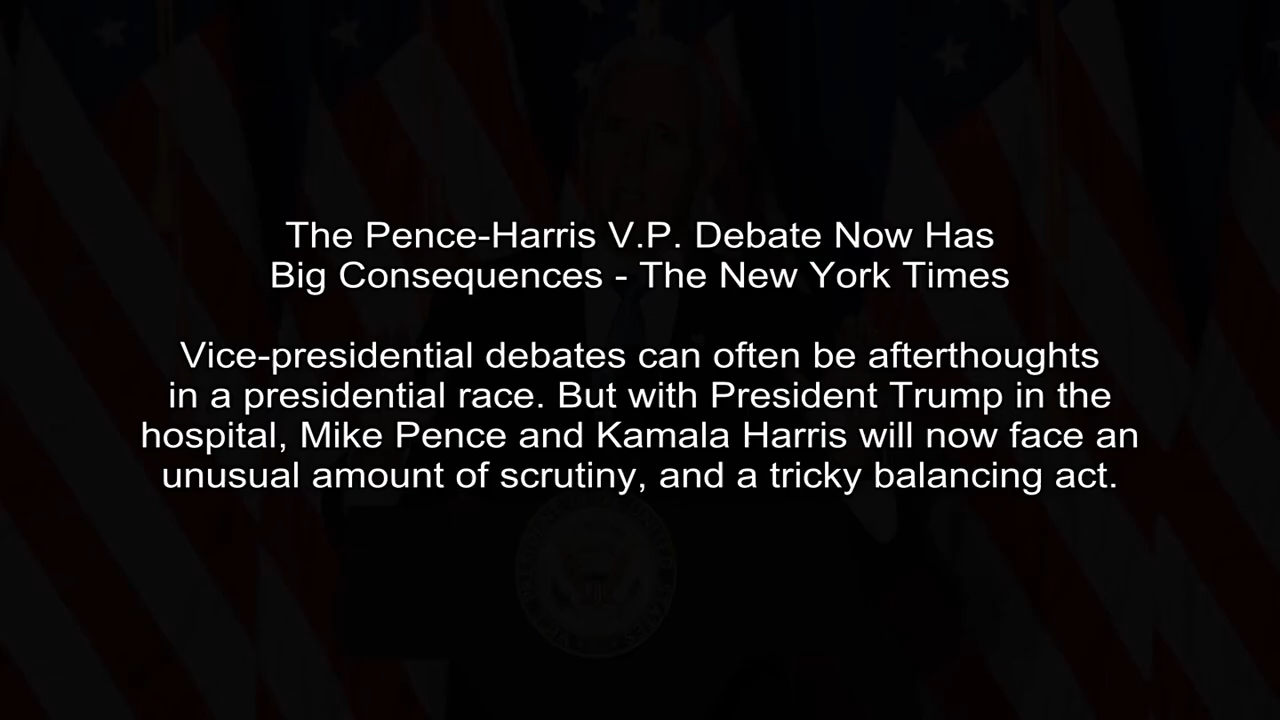 The Pence-Harris V.P. Debate Now Has
Big Consequences - The New York Times
Vice-presidential debates can often be afterthoughts
in a presidential race. But with President Trump in the
hospital, Mike Pence and Kamala Harris will now face an
unusual amount of scrutiny, and a tricky balancing act.